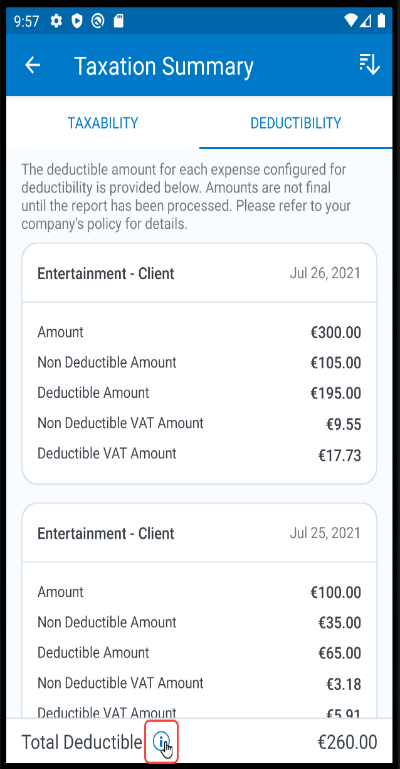 9:57
Taxation Summary
TAXABILITY DEDUCTIBILITY
The deductible amount for each expense configured for
deductibility is provided below. Amounts are not final
until the report has been processed. Please refer to your
company's policy for details.
Entertainment - Client Jul 26, 2021
Amount €300.00
Non Deductible Amount €105.00
Deductible Amount €195.00
Non Deductible VAT Amount €9.55
Deductible VAT Amount €17.73
Entertainment - Client Jul 25, 2021
Amount €100.00
Non Deductible Amount €35.00
Deductible Amount €65.00
Non Deductible VAT Amount €3.18
Deductible VAT Amount €5.91
Total Deductible €260.00